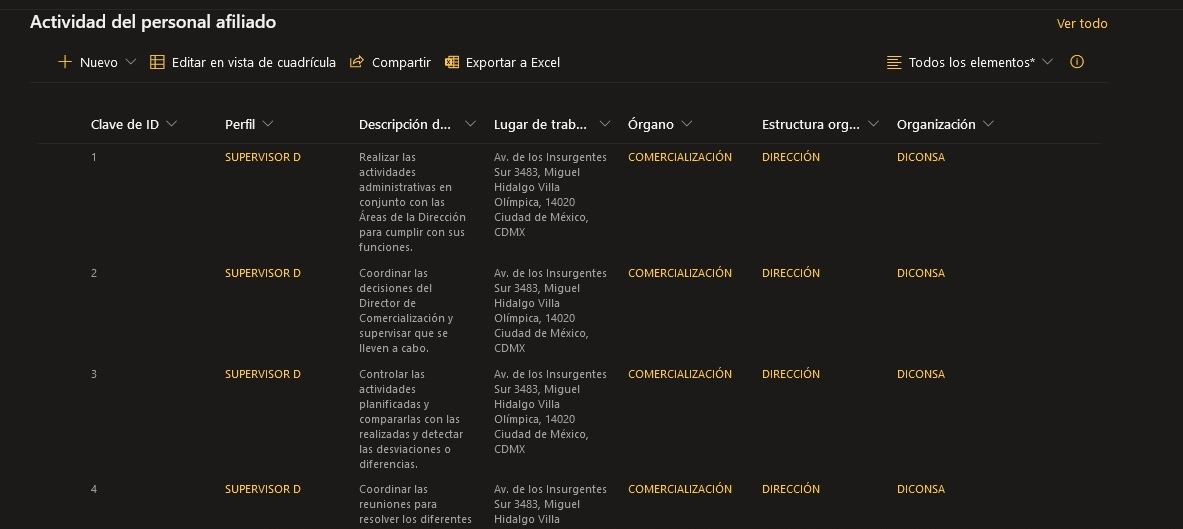 Actividad del personal afiliado
Ver todo
Nuevo
Editar en vista de cuadrícula
Compartir
Exportar a Excel
Todos los elementos*
Clave de ID
Perfil
Descripción d...
Lugar de trab...
Órgano
Estructura org...
Organización
1
SUPERVISOR D
Realizar las
actividades
administrativas en
conjunto con las
Áreas de la Dirección
para cumplir con sus
funciones.
Av. de los Insurgentes
Sur 3483, Miguel
Hidalgo Villa
Olímpica, 14020
Ciudad de México,
CDMX
COMERCIALIZACIÓN
DIRECCIÓN
DICONSA
2
SUPERVISOR D
Coordinar las
decisiones del
Director de
Comercialización y
supervisar que se
lleven a cabo.
Av. de los Insurgentes
Sur 3483, Miguel
Hidalgo Villa
Olímpica, 14020
Ciudad de México,
CDMX
COMERCIALIZACIÓN
DIRECCIÓN
DICONSA
3
SUPERVISOR D
Controlar las
actividades
planificadas y
compararlas con las
realizadas y detectar
las desviaciones o
diferencias.
Av. de los Insurgentes
Sur 3483, Miguel
Hidalgo Villa
Olímpica, 14020
Ciudad de México,
CDMX
COMERCIALIZACIÓN
DIRECCIÓN
DICONSA
4
SUPERVISOR D
Coordinar las
reuniones para
resolver los diferentes
Av. de los Insurgentes
Sur 3483, Miguel
Hidalgo Villa
COMERCIALIZACIÓN
DIRECCIÓN
DICONSA